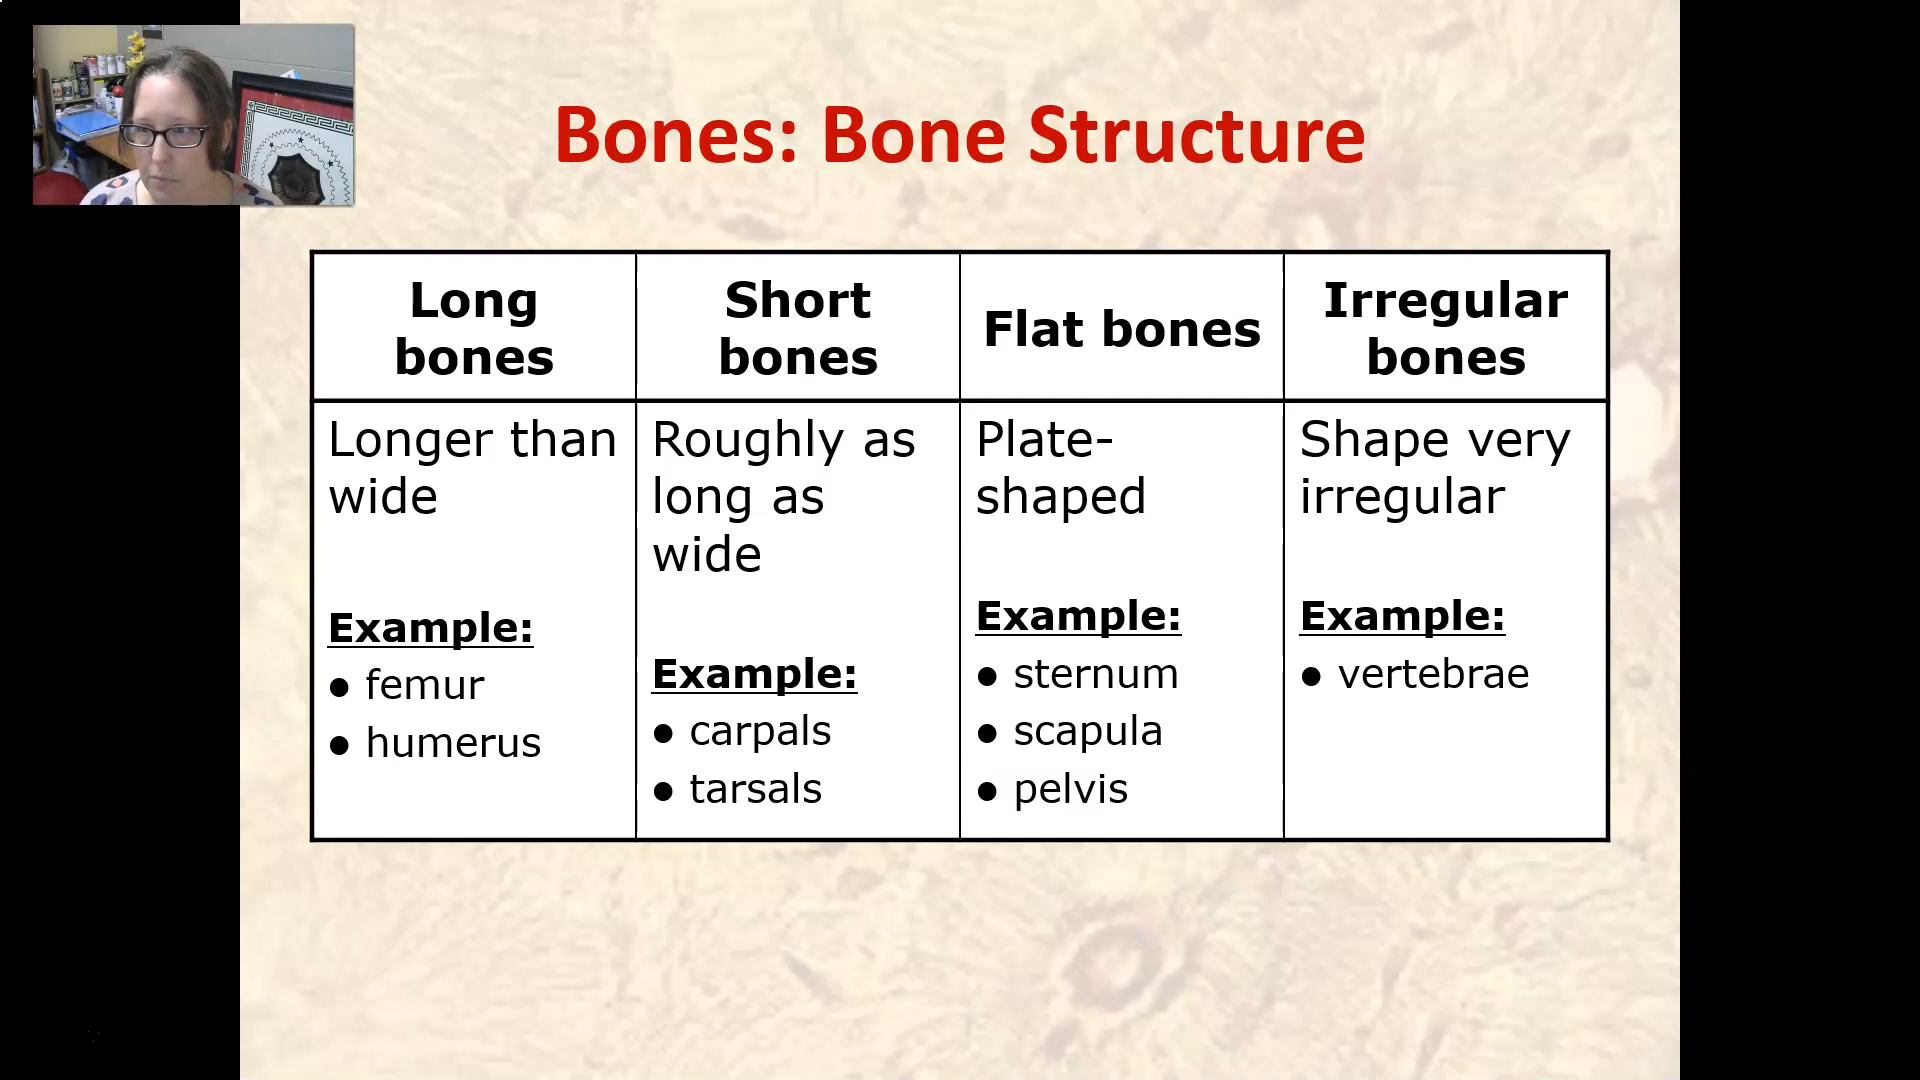 Bones: Bone Structure
Long
bones
Short
bones
Flat bones
Irregular
bones
Longer than
wide
Example:
● femur
● humerus
Roughly as
long as
wide
Example:
● carpals
● tarsals
Plate-
shaped
Example:
● sternum
● scapula
● pelvis
Shape very
irregular
Example:
● vertebrae